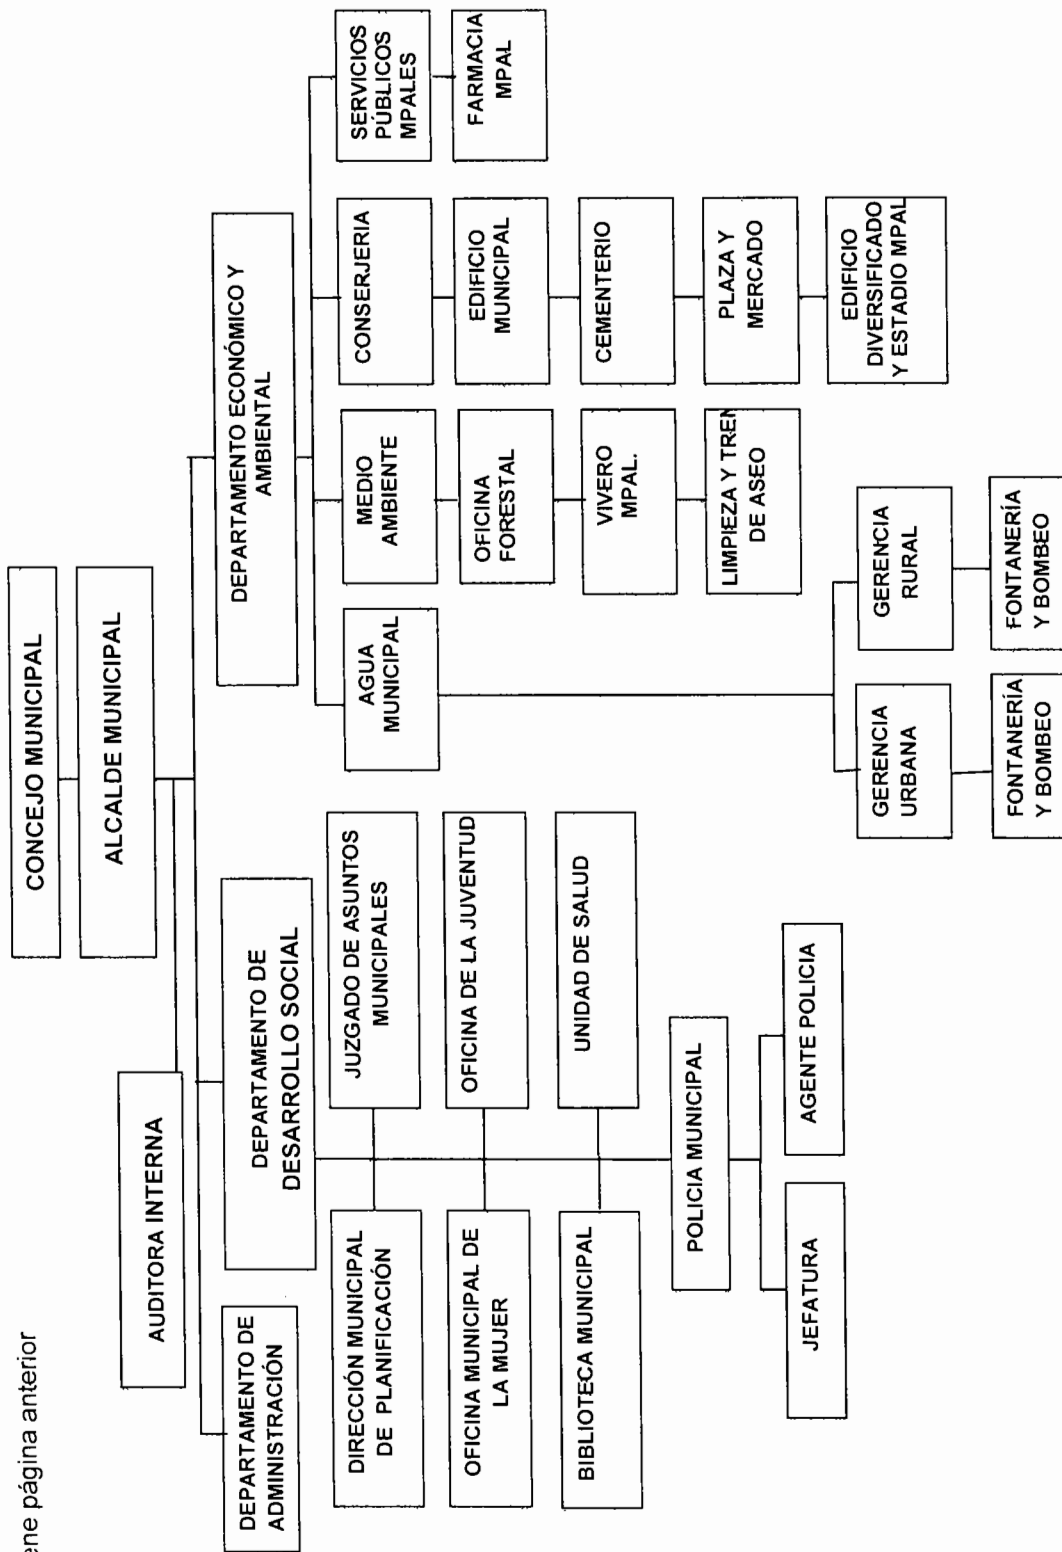 ene página anterior
CONCEJO MUNICIPAL
ALCALDE MUNICIPAL
AUDITORA INTERNA
DEPARTAMENTO DE
ADMINISTRACIÓN
DEPARTAMENTO DE
DESARROLLO SOCIAL
DEPARTAMENTO ECONÓMICO Y
AMBIENTAL
DIRECCIÓN MUNICIPAL
DE PLANIFICACIÓN
JUZGADO DE ASUNTOS
MUNICIPALES
OFICINA MUNICIPAL DE
LA MUJER
OFICINA DE LA JUVENTUD
BIBLIOTECA MUNICIPAL
UNIDAD DE SALUD
POLICIA MUNICIPAL
JEFATURA
AGENTE POLICIA
AGUA
MUNICIPAL
MEDIO
AMBIENTE
CONSERJERIA
SERVICIOS
PÚBLICOS
MPALES
OFICINA
FORESTAL
EDIFICIO
MUNICIPAL
FARMACIA
MPAL
VIVERO
MPAL.
CEMENTERIO
LIMPIEZA Y TREN
DE ASEO
PLAZA Y
MERCADO
EDIFICIO
DIVERSIFICADO
Y ESTADIO MPAL
GERENCIA
URBANA
GERENCIA
RURAL
FONTANERÍA
Y BOMBEO
FONTANERÍA
Y BOMBEO